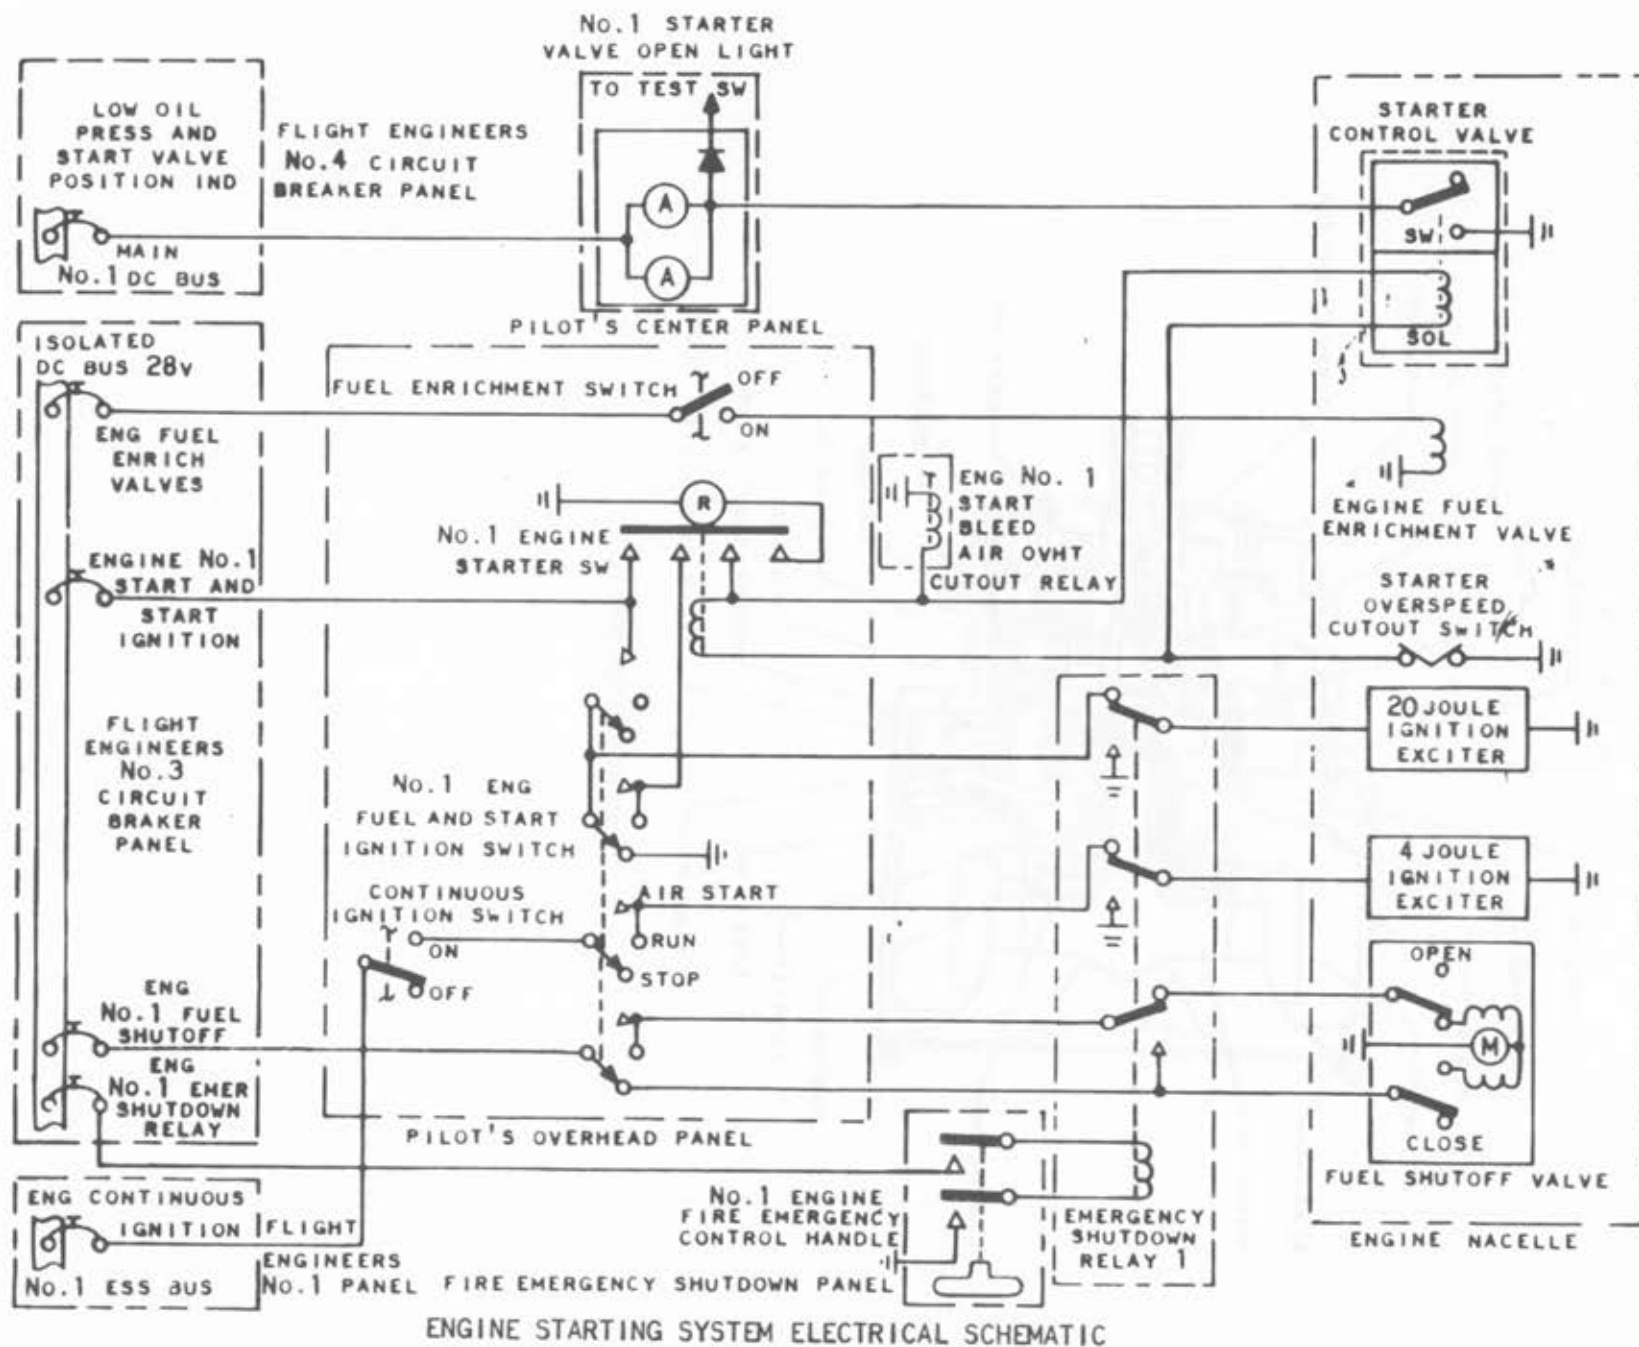 No.1 STARTER
VALVE OPEN LIGHT
TO TEST SW
LOW OIL
PRESS AND
START VALVE
POSITION IND
FLIGHT ENGINEERS
No.4 CIRCUIT
BREAKER PANEL
MAIN
No.1 DC BUS
A
A
PILOT'S CENTER PANEL
STARTER
CONTROL VALVE
SW
SOL
ISOLATED
DC BUS 28V
FUEL ENRICHMENT SWITCH
OFF
ON
ENG FUEL
ENRICH
VALVES
ENGINE FUEL
ENRICHMENT VALVE
R
No.1 ENGINE
STARTER SW
ENG No. 1
START
BLEED
AIR OVHT
CUTOUT RELAY
ENGINE No.1
START AND
START
IGNITION
STARTER
OVERSPEED
CUTOUT SWITCH
FLIGHT
ENGINEERS
No.3
CIRCUIT
BRAKER
PANEL
20 JOULE
IGNITION
EXCITER
No.1 ENG
FUEL AND START
IGNITION SWITCH
4 JOULE
IGNITION
EXCITER
CONTINUOUS
IGNITION SWITCH
ON
OFF
AIR START
RUN
STOP
OPEN
M
CLOSE
FUEL SHUTOFF VALVE
ENG
No.1 FUEL
SHUTOFF
ENG
No.1 EMER
SHUTDOWN
RELAY
PILOT'S OVERHEAD PANEL
ENG CONTINUOUS
IGNITION
No.1 ESS BUS
FLIGHT
ENGINEERS
No.1 PANEL
No.1 ENGINE
FIRE EMERGENCY
CONTROL HANDLE
FIRE EMERGENCY SHUTDOWN PANEL
EMERGENCY
SHUTDOWN
RELAY 1
ENGINE NACELLE
ENGINE STARTING SYSTEM ELECTRICAL SCHEMATIC